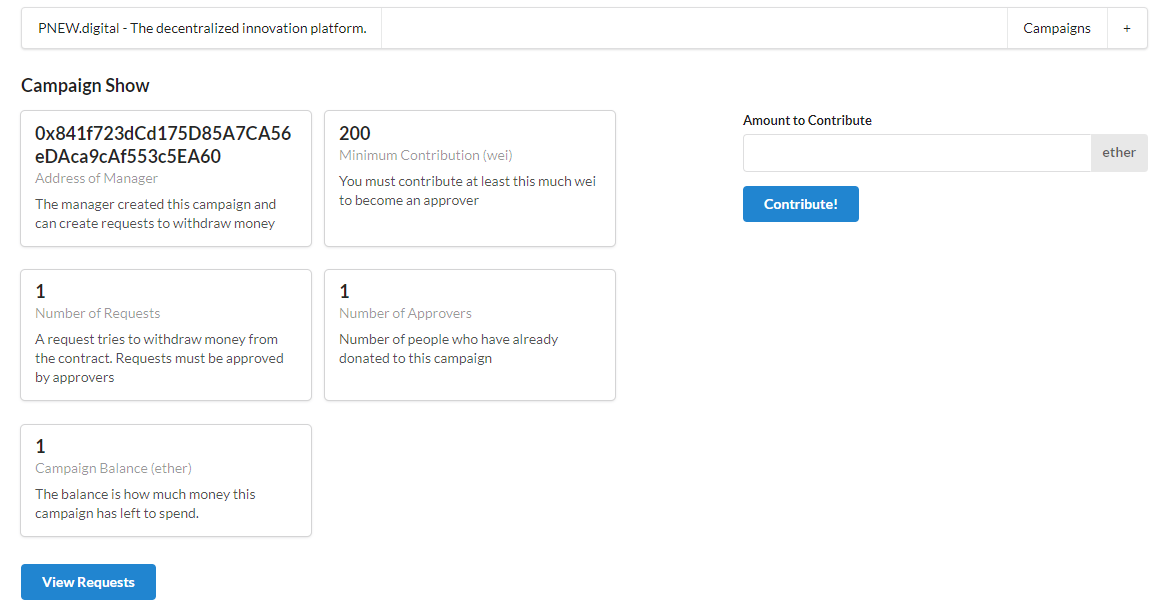 PNEW.digital - The decentralized innovation platform.
Campaigns
+
Campaign Show
0x841f723dCd175D85A7CA56
eDAca9cAf553c5EA60
Address of Manager
The manager created this campaign and
can create requests to withdraw money
200
Minimum Contribution (wei)
You must contribute at least this much wei
to become an approver
1
Number of Requests
A request tries to withdraw money from
the contract. Requests must be approved
by approvers
1
Number of Approvers
Number of people who have already
donated to this campaign
1
Campaign Balance (ether)
The balance is how much money this
campaign has left to spend.
View Requests
Amount to Contribute
ether
Contribute!